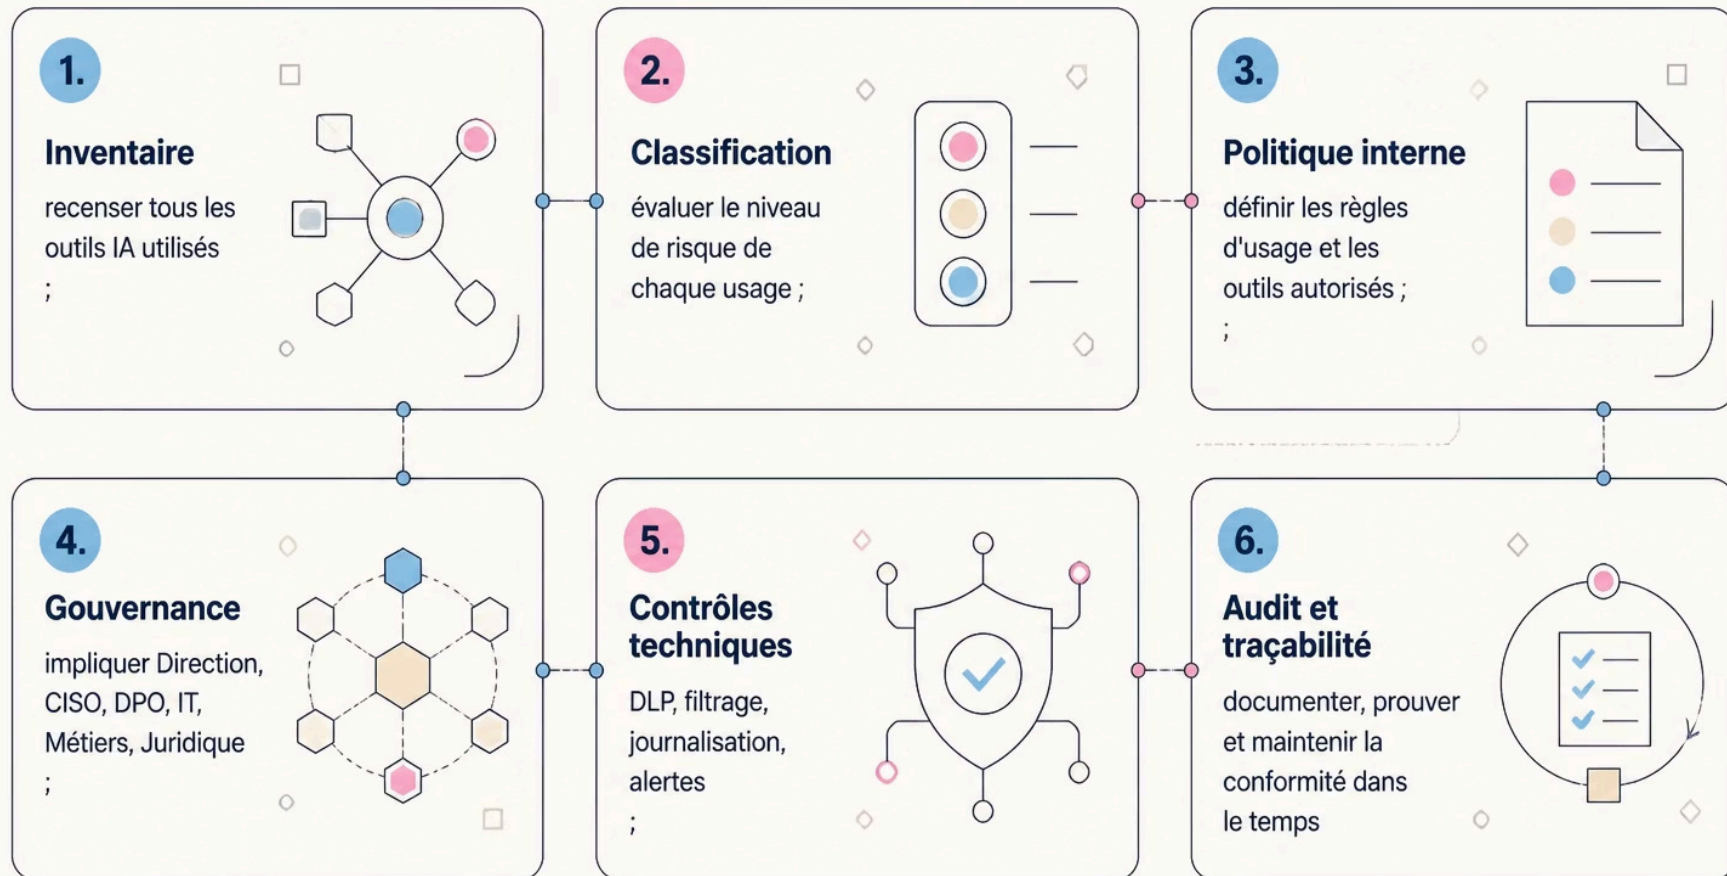 1.
Inventaire
recenser tous les
outils IA utilisés
;
2.
Classification
évaluer le niveau
de risque de
chaque usage ;
3.
Politique interne
définir les règles
d'usage et les
outils autorisés ;
;
4.
Gouvernance
impliquer Direction,
CISO, DPO, IT,
Métiers, Juridique
;
5.
Contrôles
techniques
DLP, filtrage,
journalisation,
alertes
;
6.
Audit et
traçabilité
documenter, prouver
et maintenir la
conformité dans
le temps